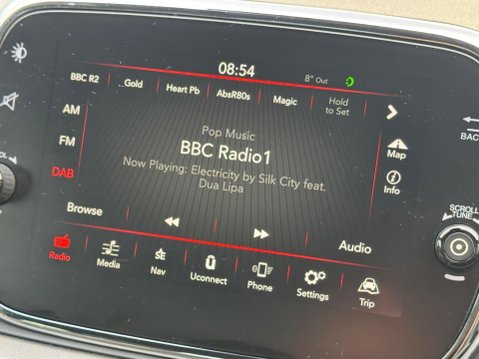 08:54
8° Out
BBC R2
Gold
Heart Pb
AbsR80s
Magic
Hold
to Set
AM
FM
DAB
Pop Music
BBC Radio1
Now Playing: Electricity by Silk City feat.
Dua Lipa
Map
Info
Browse
Audio
Radio
Media
Nav
Uconnect
Phone
Settings
Trip
VOL
BAC
SCROLL
TUNE